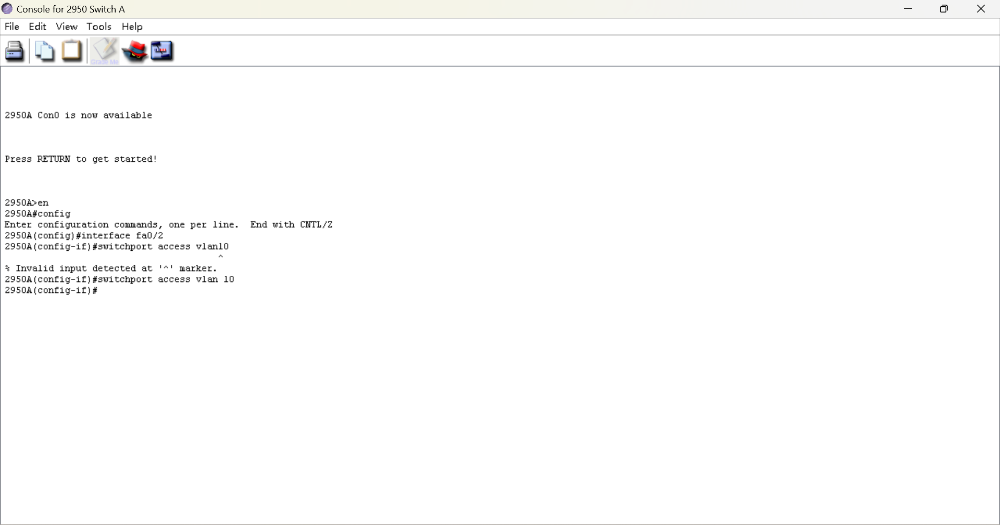 Console for 2950 Switch A
File Edit View Tools Help
Grade Me
2950A Con0 is now available
Press RETURN to get started!
2950A>en
2950A#config
Enter configuration commands, one per line.  End with CNTL/Z
2950A(config)#interface fa0/2
2950A(config-if)#switchport access vlan10
^
% Invalid input detected at '^' marker.
2950A(config-if)#switchport access vlan 10
2950A(config-if)#